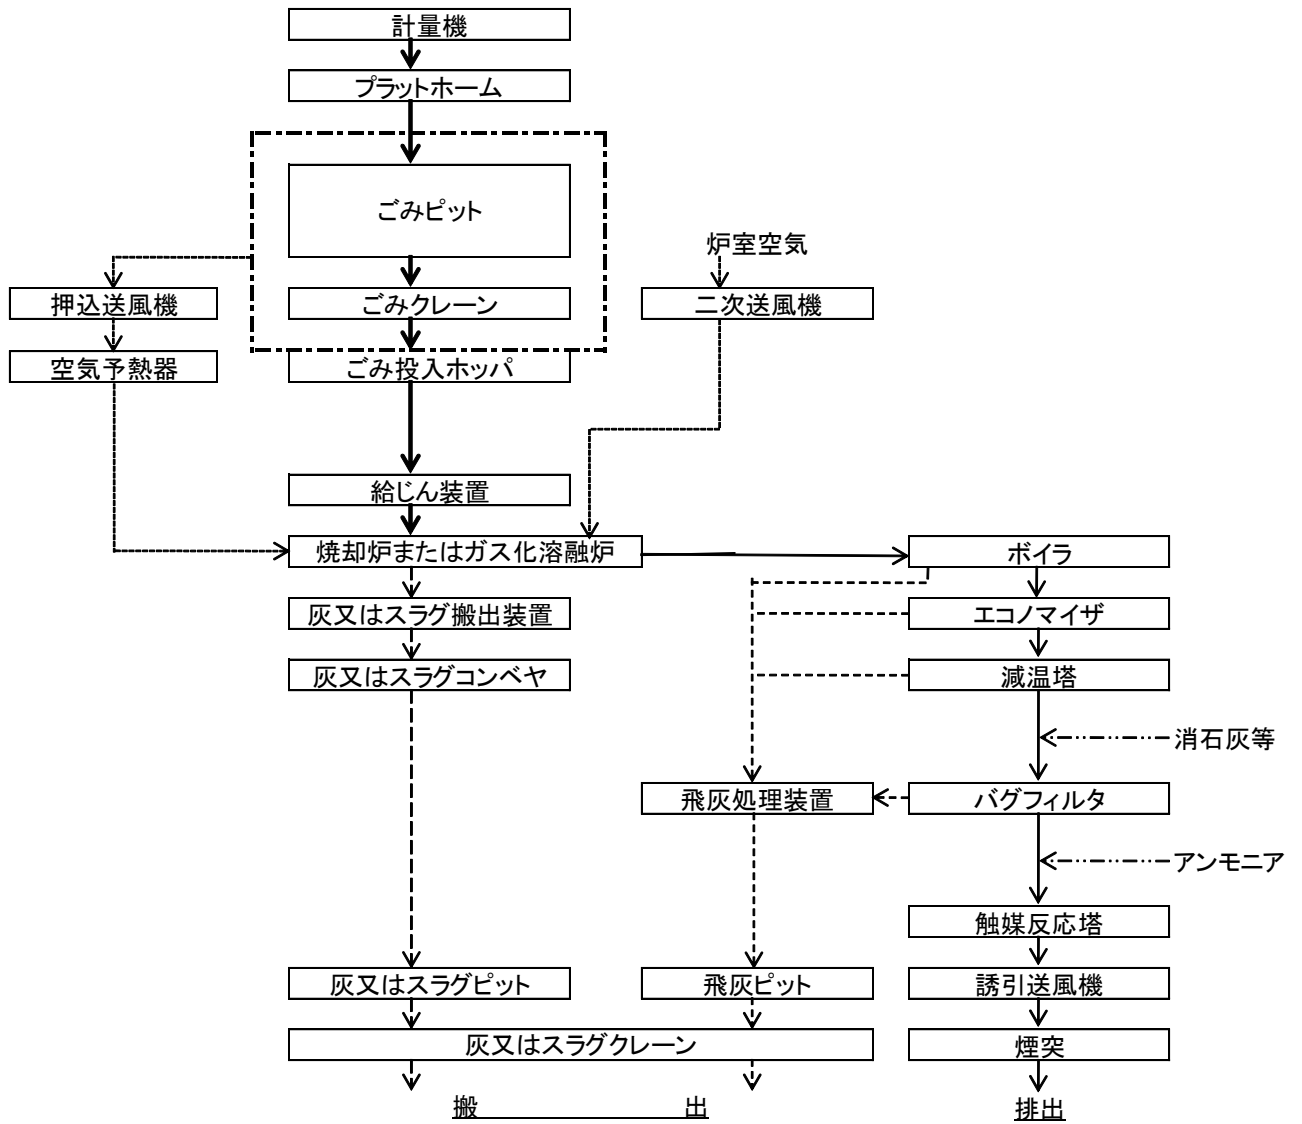 計量機
プラットホーム
ごみピット
炉室空気
押込送風機
ごみクレーン
二次送風機
空気予熱器
ごみ投入ホッパ
給じん装置
焼却炉またはガス化溶融炉
ボイラ
灰又はスラグ搬出装置
エコノマイザ
灰又はスラグコンベヤ
減温塔
消石灰等
飛灰処理装置
バグフィルタ
アンモニア
触媒反応塔
灰又はスラグピット
飛灰ピット
誘引送風機
灰又はスラグクレーン
煙突
搬 出
排出